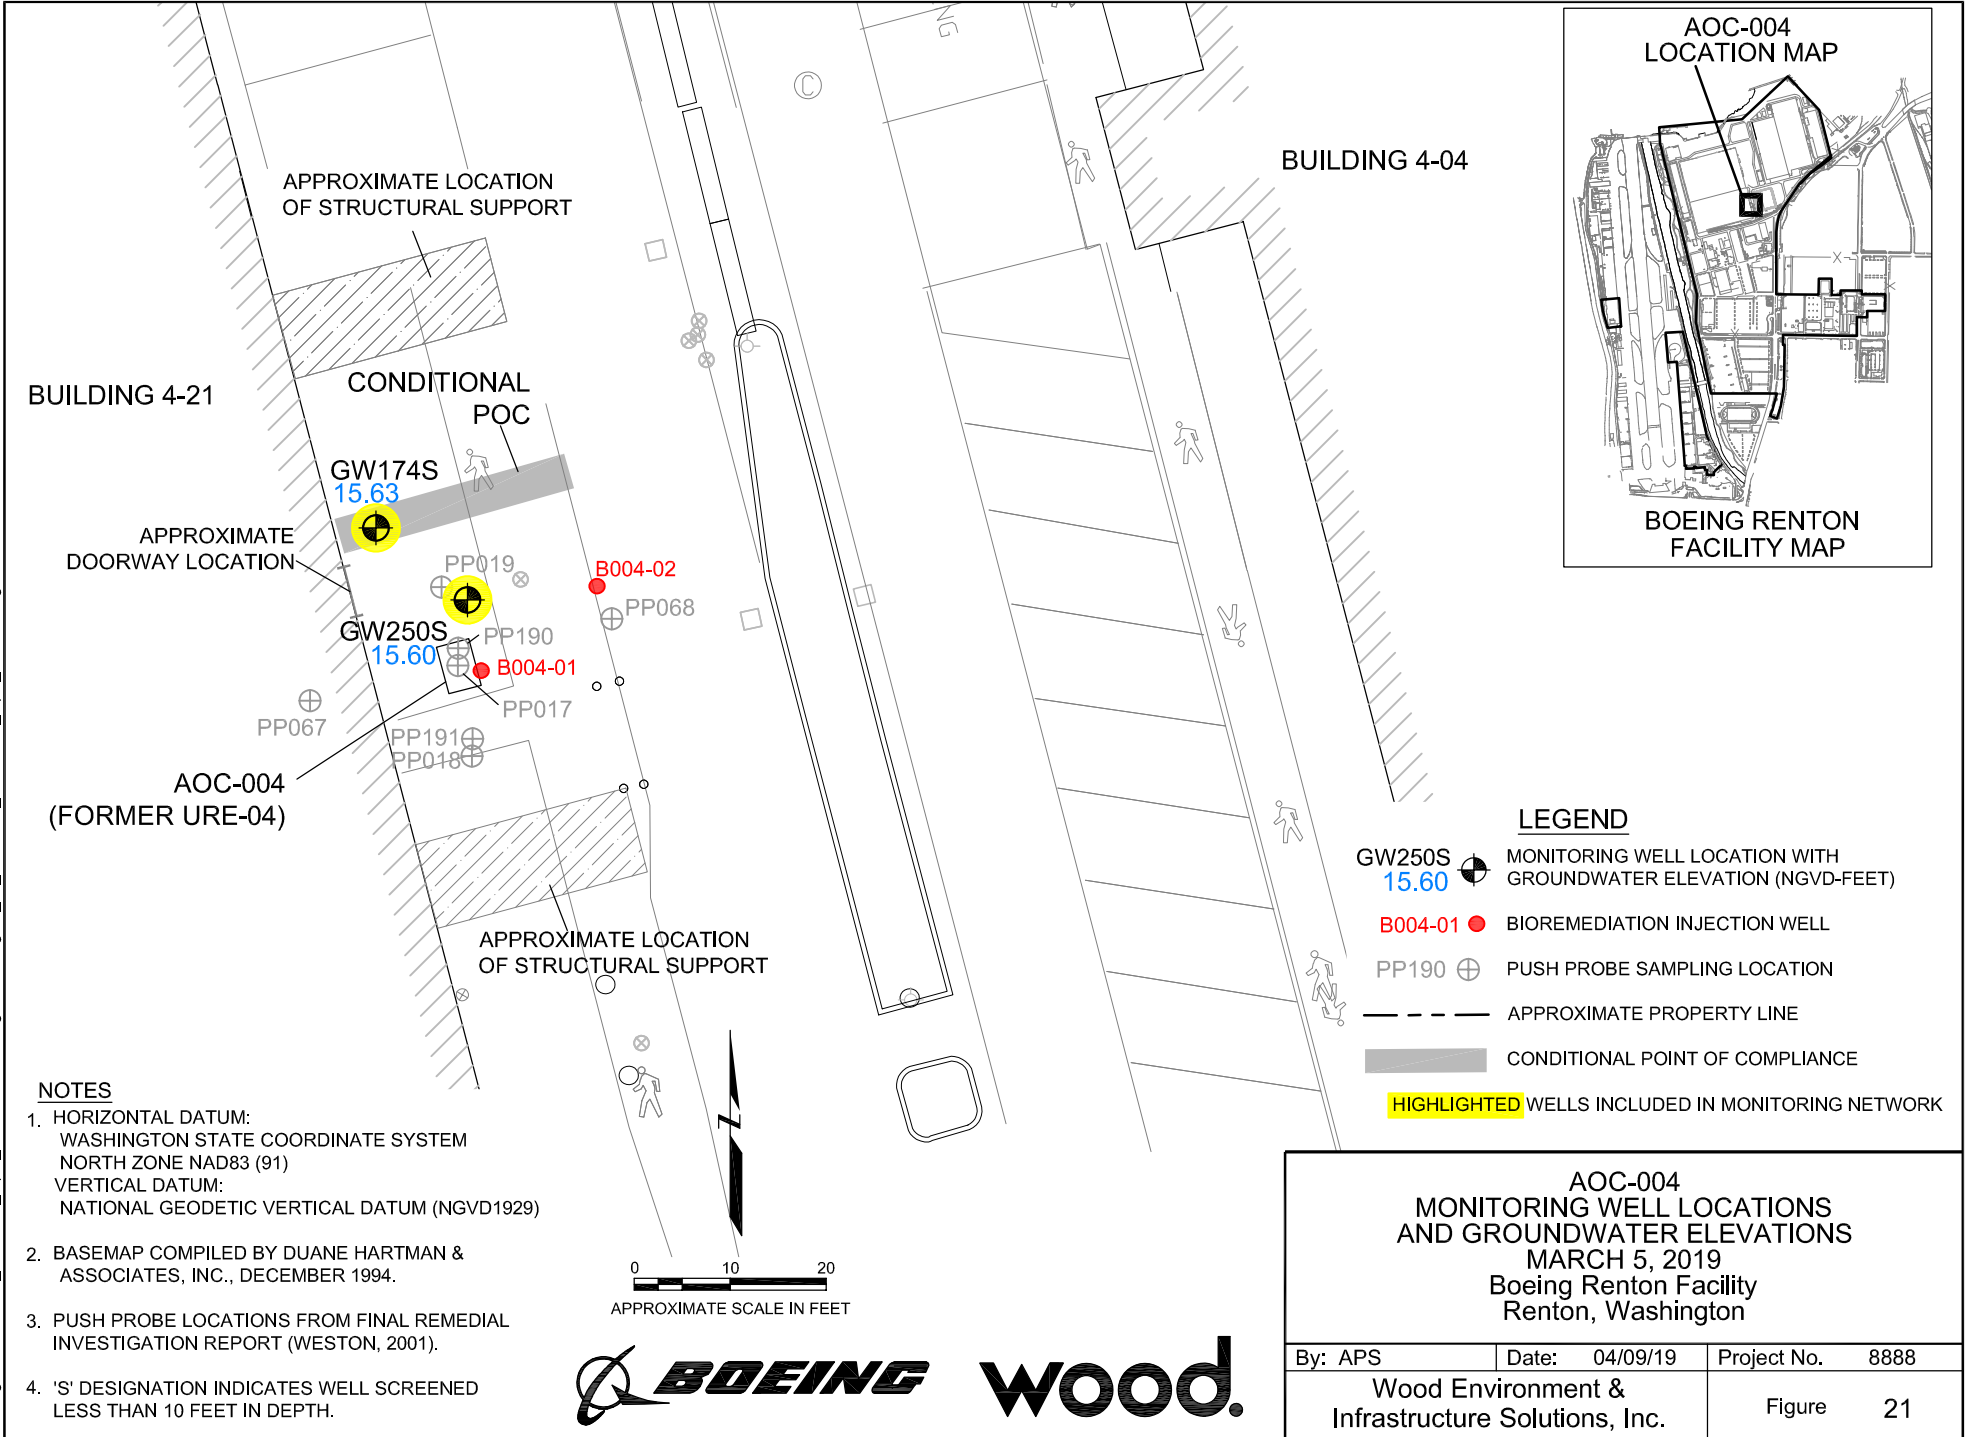 AOC-004
LOCATION MAP
BOEING RENTON
FACILITY MAP
NG
C
BUILDING 4-04
APPROXIMATE LOCATION
OF STRUCTURAL SUPPORT
BUILDING 4-21
CONDITIONAL
POC
GW174S
15.63
APPROXIMATE
DOORWAY LOCATION
PP019
B004-02
PP068
GW250S
15.60
PP190
B004-01
PP017
PP067
PP191
PP018
AOC-004
(FORMER URE-04)
APPROXIMATE LOCATION
OF STRUCTURAL SUPPORT
LEGEND
GW250S
15.60
MONITORING WELL LOCATION WITH
GROUNDWATER ELEVATION (NGVD-FEET)
B004-01 BIOREMEDIATION INJECTION WELL
PP190 PUSH PROBE SAMPLING LOCATION
APPROXIMATE PROPERTY LINE
CONDITIONAL POINT OF COMPLIANCE
HIGHLIGHTED WELLS INCLUDED IN MONITORING NETWORK
NOTES
1. HORIZONTAL DATUM:
WASHINGTON STATE COORDINATE SYSTEM
NORTH ZONE NAD83 (91)
VERTICAL DATUM:
NATIONAL GEODETIC VERTICAL DATUM (NGVD1929)
2. BASEMAP COMPILED BY DUANE HARTMAN &
ASSOCIATES, INC., DECEMBER 1994.
3. PUSH PROBE LOCATIONS FROM FINAL REMEDIAL
INVESTIGATION REPORT (WESTON, 2001).
4. 'S' DESIGNATION INDICATES WELL SCREENED
LESS THAN 10 FEET IN DEPTH.
Z
0 10 20
APPROXIMATE SCALE IN FEET
BOEING
wood.
AOC-004
MONITORING WELL LOCATIONS
AND GROUNDWATER ELEVATIONS
MARCH 5, 2019
Boeing Renton Facility
Renton, Washington
By: APS Date: 04/09/19 Project No. 8888
Wood Environment &
Infrastructure Solutions, Inc.
Figure 21